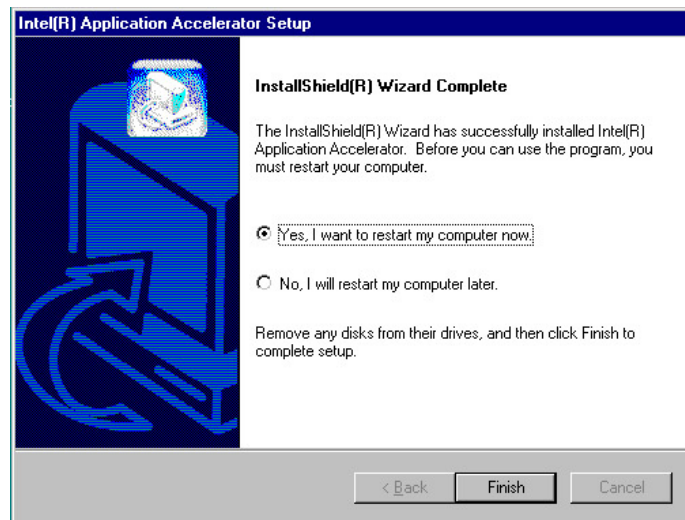 Intel(R) Application Accelerator Setup
InstallShield(R) Wizard Complete
The InstallShield(R) Wizard has successfully installed Intel(R)
Application Accelerator. Before you can use the program, you
must restart your computer.
Yes, I want to restart my computer now.
No, I will restart my computer later.
Remove any disks from their drives, and then click Finish to
complete setup.
< Back Finish Cancel